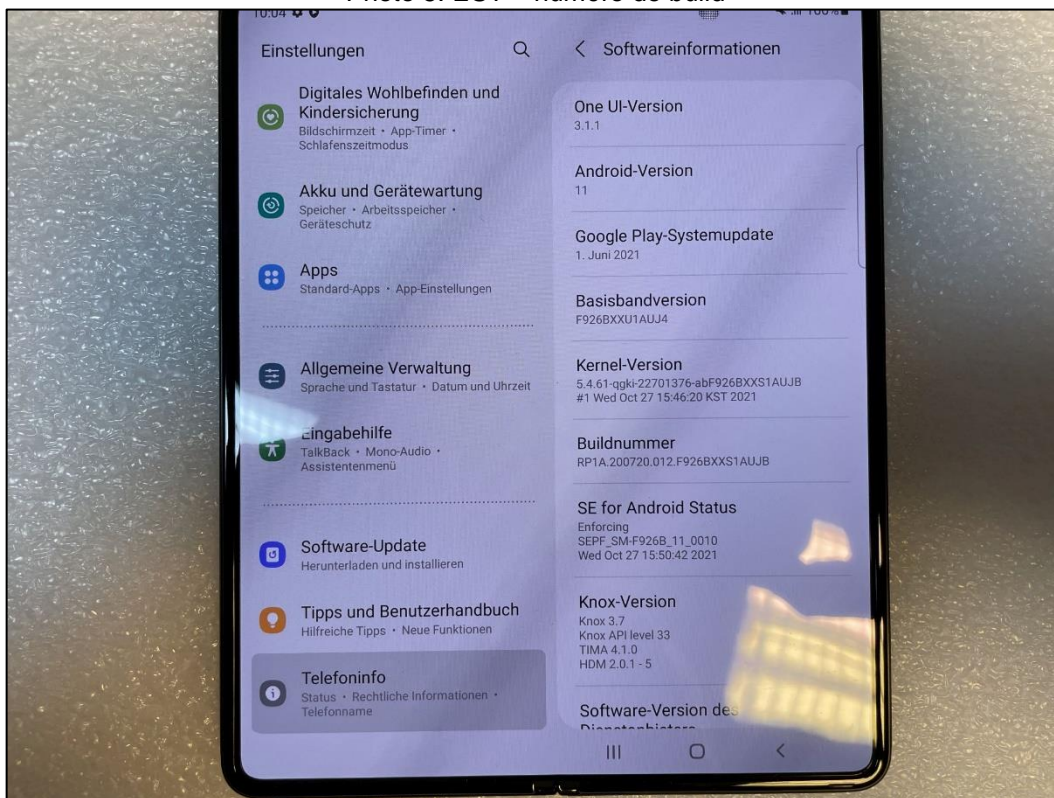 10:04
100%
Einstellungen
Digitales Wohlbefinden und
Kindersicherung
Bildschirmzeit • App-Timer •
Schlafenszeitmodus
Akku und Gerätewartung
Speicher • Arbeitsspeicher •
Geräteschutz
Apps
Standard-Apps • App-Einstellungen
Allgemeine Verwaltung
Sprache und Tastatur • Datum und Uhrzeit
Eingabehilfe
TalkBack • Mono-Audio •
Assistentenmenü
Software-Update
Herunterladen und installieren
Tipps und Benutzerhandbuch
Hilfreiche Tipps • Neue Funktionen
Telefoninfo
Status • Rechtliche Informationen •
Telefonname
Softwareinformationen
One UI-Version
3.1.1
Android-Version
11
Google Play-Systemupdate
1. Juni 2021
Basisbandversion
F926BXXU1AUJ4
Kernel-Version
5.4.61-qgki-22701376-abF926BXXS1AUJB
#1 Wed Oct 27 15:46:20 KST 2021
Buildnummer
RP1A.200720.012.F926BXXS1AUJB
SE for Android Status
Enforcing
SEPF_SM-F926B_11_0010
Wed Oct 27 15:50:42 2021
Knox-Version
Knox 3.7
Knox API level 33
TIMA 4.1.0
HDM 2.0.1 - 5
Software-Version des
Dienstanbieters